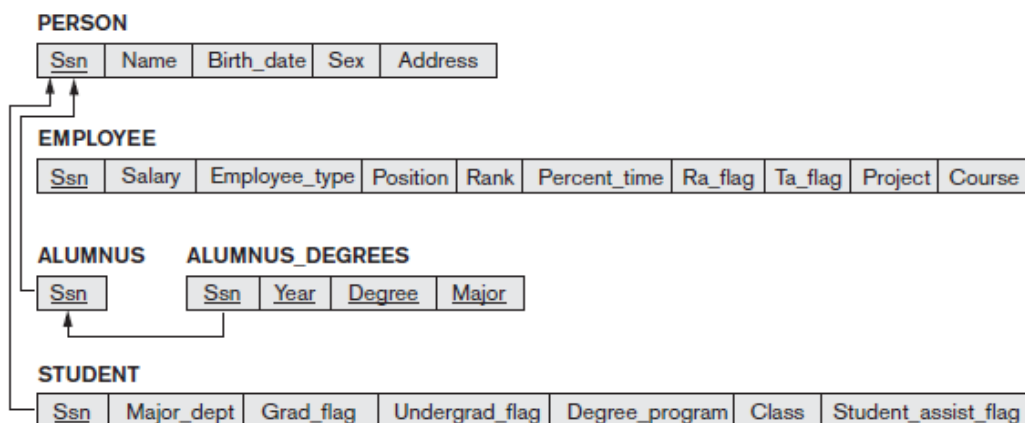 PERSON
Ssn Name Birth_date Sex Address
EMPLOYEE
Ssn Salary Employee_type Position Rank Percent_time Ra_flag Ta_flag Project Course
ALUMNUS ALUMNUS_DEGREES
Ssn Ssn Year Degree Major
STUDENT
Ssn Major_dept Grad_flag Undergrad_flag Degree_program Class Student_assist_flag